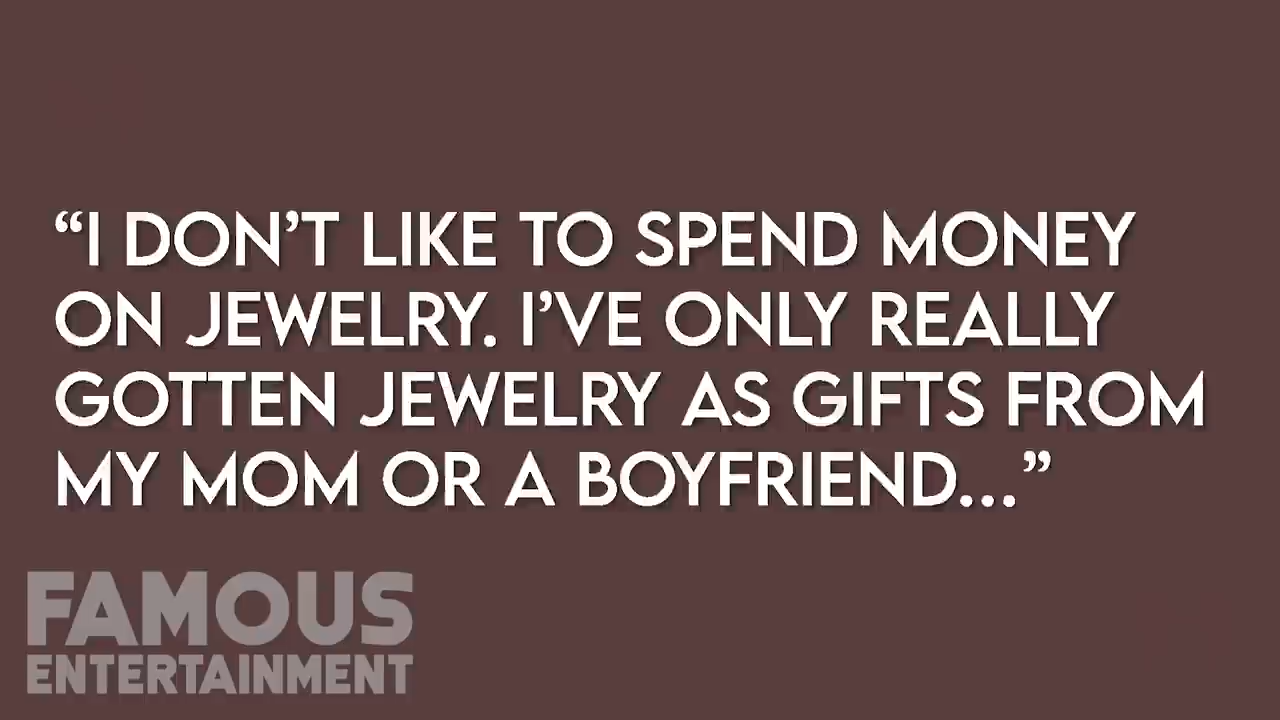 “I DON’T LIKE TO SPEND MONEY
ON JEWELRY. I’VE ONLY REALLY
GOTTEN JEWELRY AS GIFTS FROM
MY MOM OR A BOYFRIEND...”
FAMOUS
ENTERTAINMENT